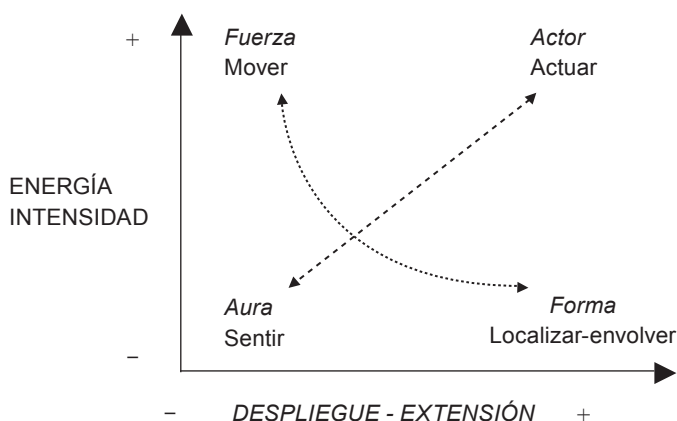 +
Fuerza
Mover
Actor
Actuar
ENERGÍA
INTENSIDAD
Aura
Sentir
Forma
Localizar-envolver
−
− DESPLIEGUE - EXTENSIÓN +